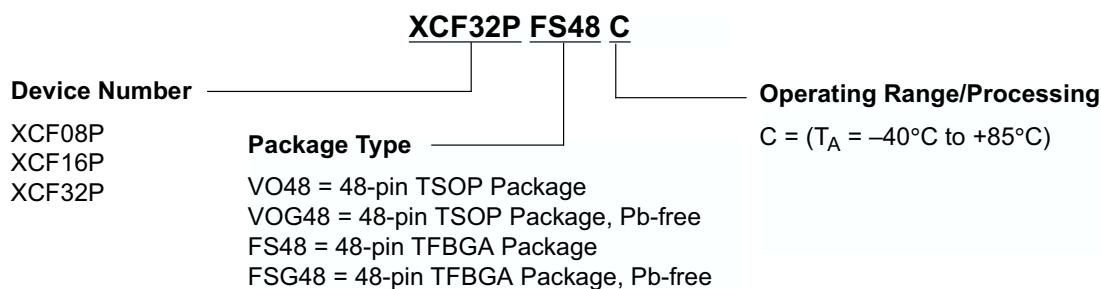 XCF32P FS48 C
Device Number
XCF08P
XCF16P
XCF32P
Package Type
VO48 = 48-pin TSOP Package
VOG48 = 48-pin TSOP Package, Pb-free
FS48 = 48-pin TFBGA Package
FSG48 = 48-pin TFBGA Package, Pb-free
Operating Range/Processing
C = (TA = –40°C to +85°C)